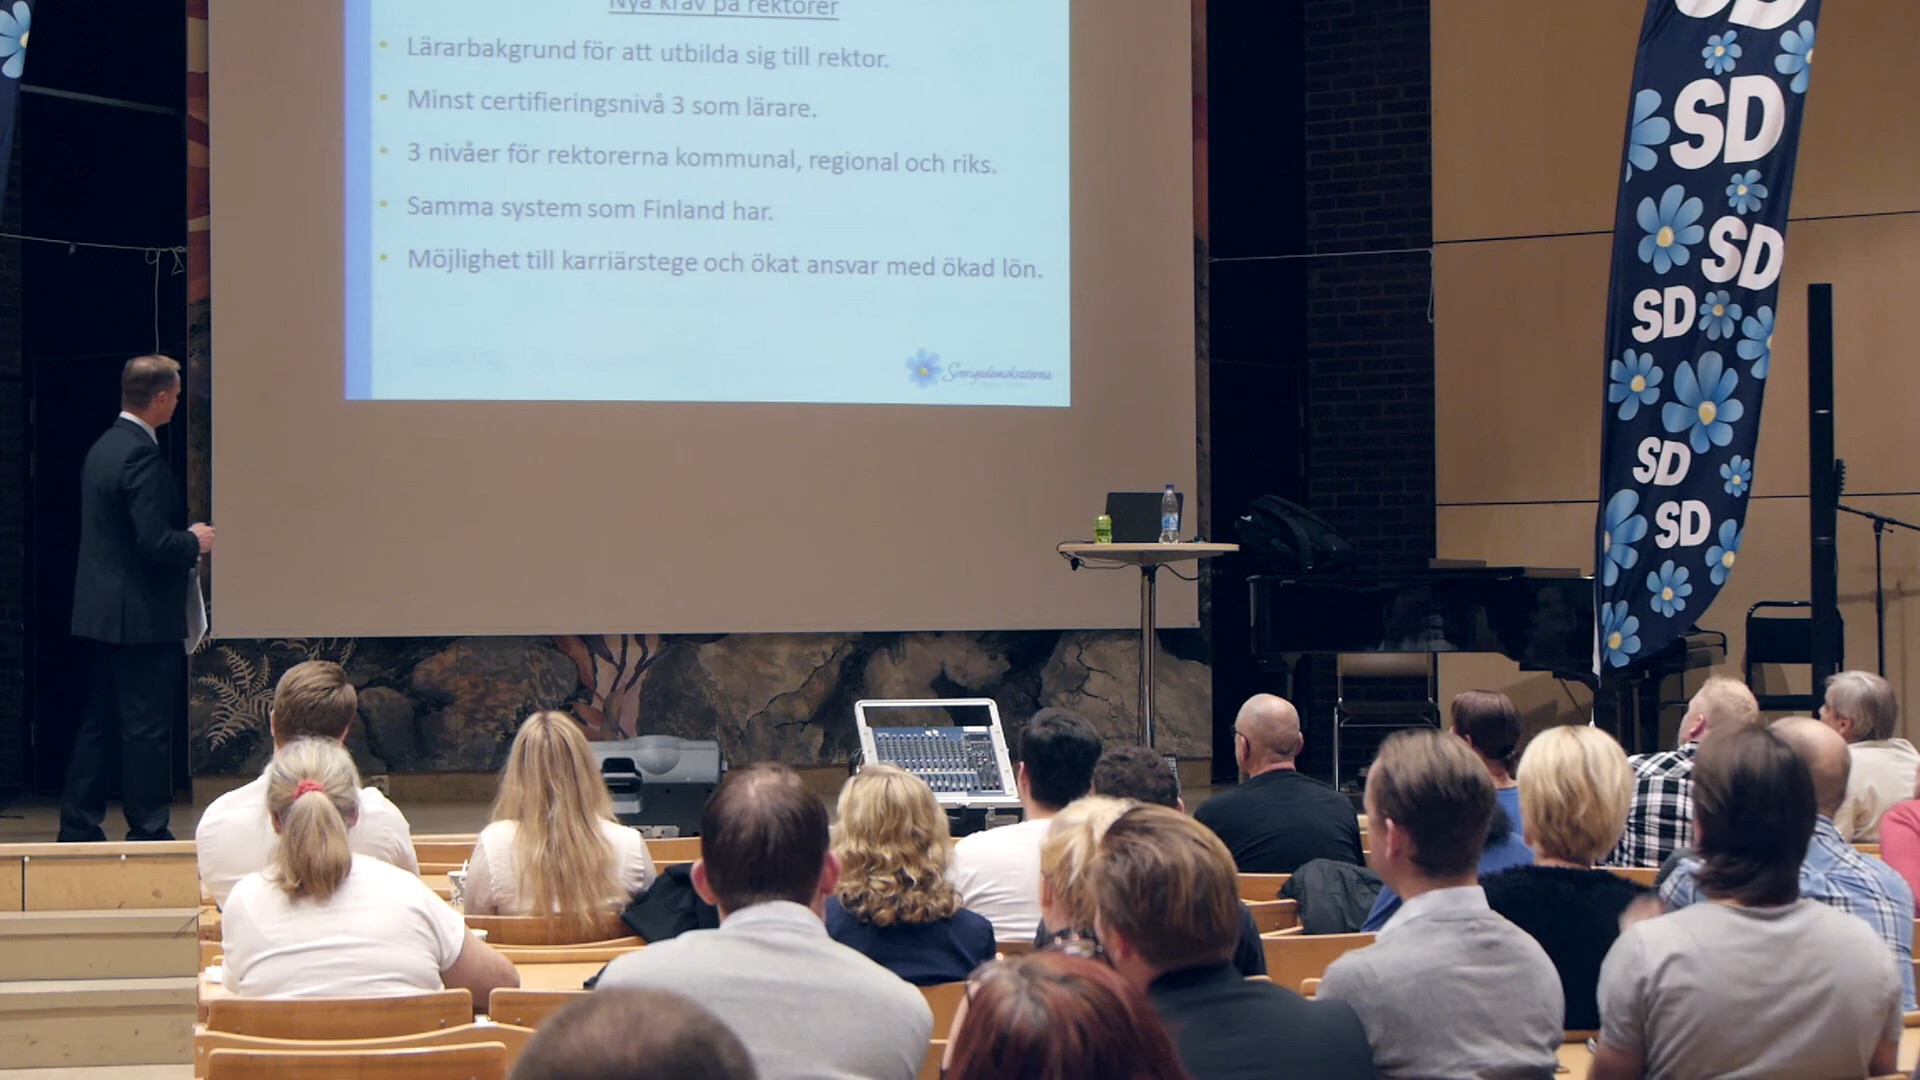 Nya krav på rektorer
Lärarbakgrund för att utbilda sig till rektor.
Minst certifieringsnivå 3 som lärare.
3 nivåer för rektorerna kommunal, regional och riks.
Samma system som Finland har.
Möjlighet till karriärstege och ökat ansvar med ökad lön.
Sverigedemokraterna
SD
SD
SD
SD
SD
SD